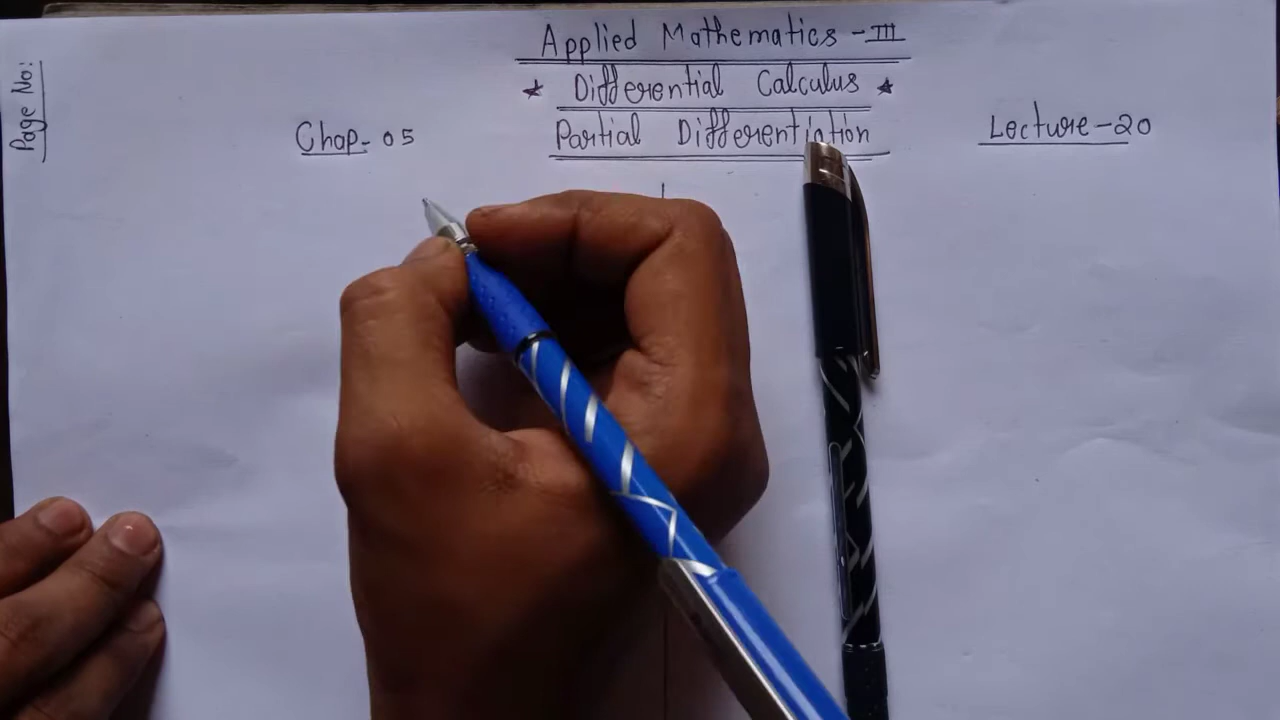 Page No:
Applied Mathematics - III
* Differential Calculus *
Chap- 05
Partial Differentiation
Lecture-20